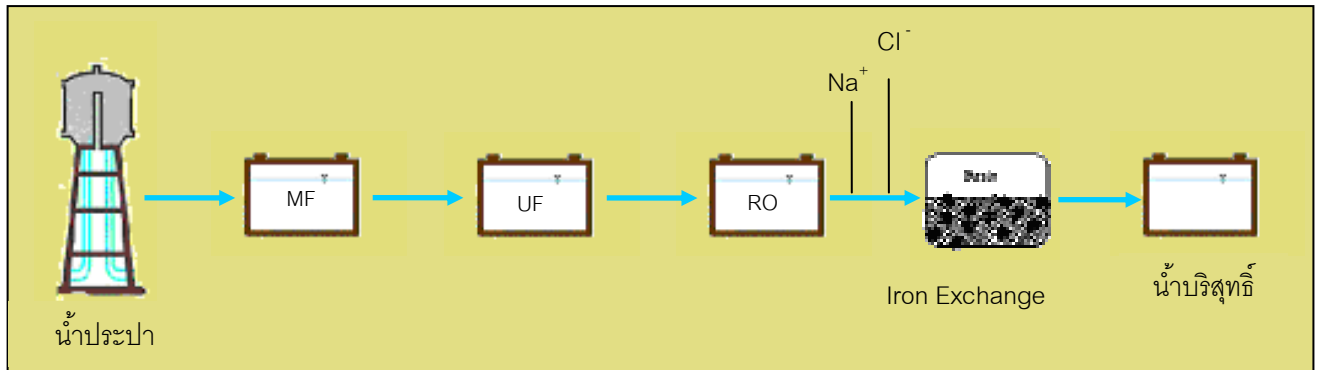 Cl⁻
Na⁺
MF
UF
RO
Resin
Iron Exchange
น้ำบริสุทธิ์
น้ำประปา